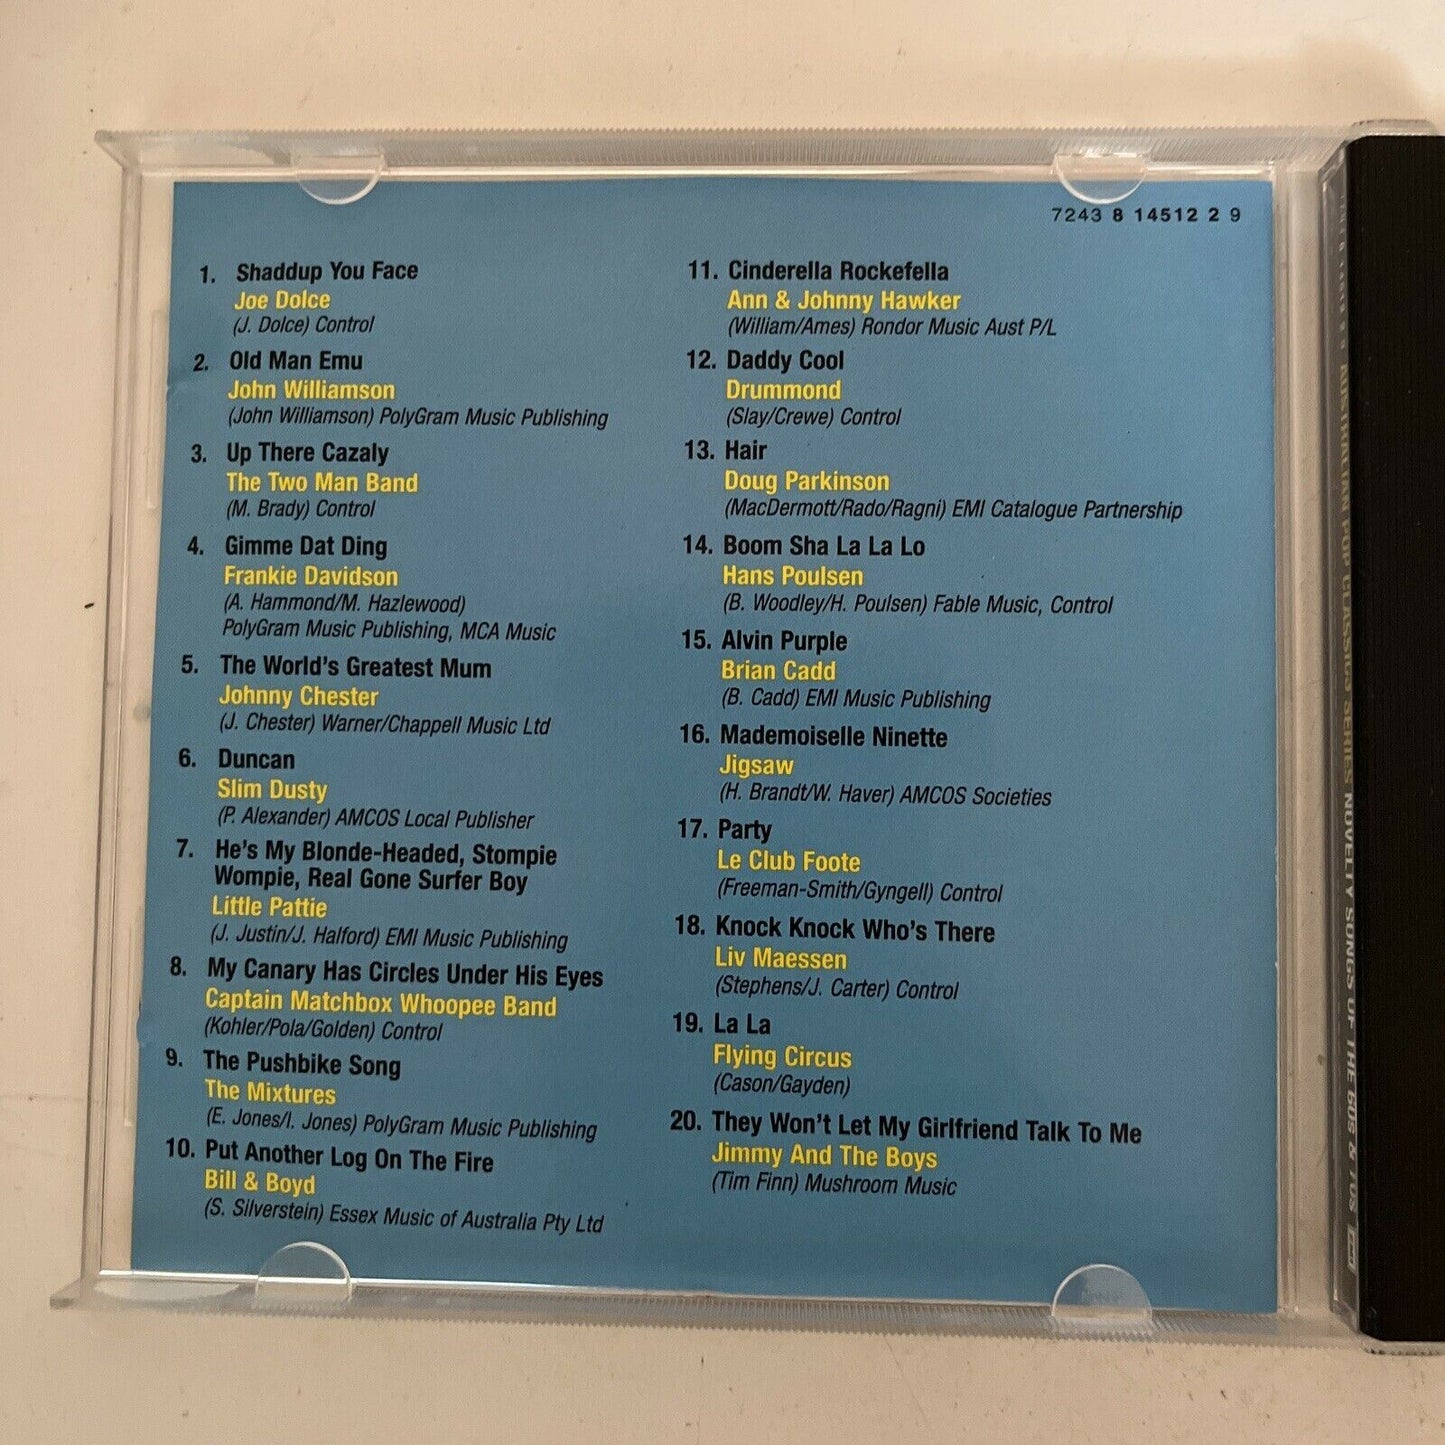 7243 8 14512 2 9
1. Shaddup You Face
Joe Dolce
(J. Dolce) Control
2. Old Man Emu
John Williamson
(John Williamson) PolyGram Music Publishing
3. Up There Cazaly
The Two Man Band
(M. Brady) Control
4. Gimme Dat Ding
Frankie Davidson
(A. Hammond/M. Hazlewood)
PolyGram Music Publishing, MCA Music
5. The World's Greatest Mum
Johnny Chester
(J. Chester) Warner/Chappell Music Ltd
6. Duncan
Slim Dusty
(P. Alexander) AMCOS Local Publisher
7. He's My Blonde-Headed, Stompie
Wompie, Real Gone Surfer Boy
Little Pattie
(J. Justin/J. Halford) EMI Music Publishing
8. My Canary Has Circles Under His Eyes
Captain Matchbox Whoopee Band
(Kohler/Pola/Golden) Control
9. The Pushbike Song
The Mixtures
(E. Jones/I. Jones) PolyGram Music Publishing
10. Put Another Log On The Fire
Bill & Boyd
(S. Silverstein) Essex Music of Australia Pty Ltd
11. Cinderella Rockefella
Ann & Johnny Hawker
(William/Ames) Rondor Music Aust P/L
12. Daddy Cool
Drummond
(Slay/Crewe) Control
13. Hair
Doug Parkinson
(MacDermott/Rado/Ragni) EMI Catalogue Partnership
14. Boom Sha La La Lo
Hans Poulsen
(B. Woodley/H. Poulsen) Fable Music, Control
15. Alvin Purple
Brian Cadd
(B. Cadd) EMI Music Publishing
16. Mademoiselle Ninette
Jigsaw
(H. Brandt/W. Haver) AMCOS Societies
17. Party
Le Club Foote
(Freeman-Smith/Gyngell) Control
18. Knock Knock Who's There
Liv Maessen
(Stephens/J. Carter) Control
19. La La
Flying Circus
(Cason/Gayden)
20. They Won't Let My Girlfriend Talk To Me
Jimmy And The Boys
(Tim Finn) Mushroom Music
AUSTRALIAN POP CLASSICS SERIES NOVELTY SONGS OF THE 60s & 70s